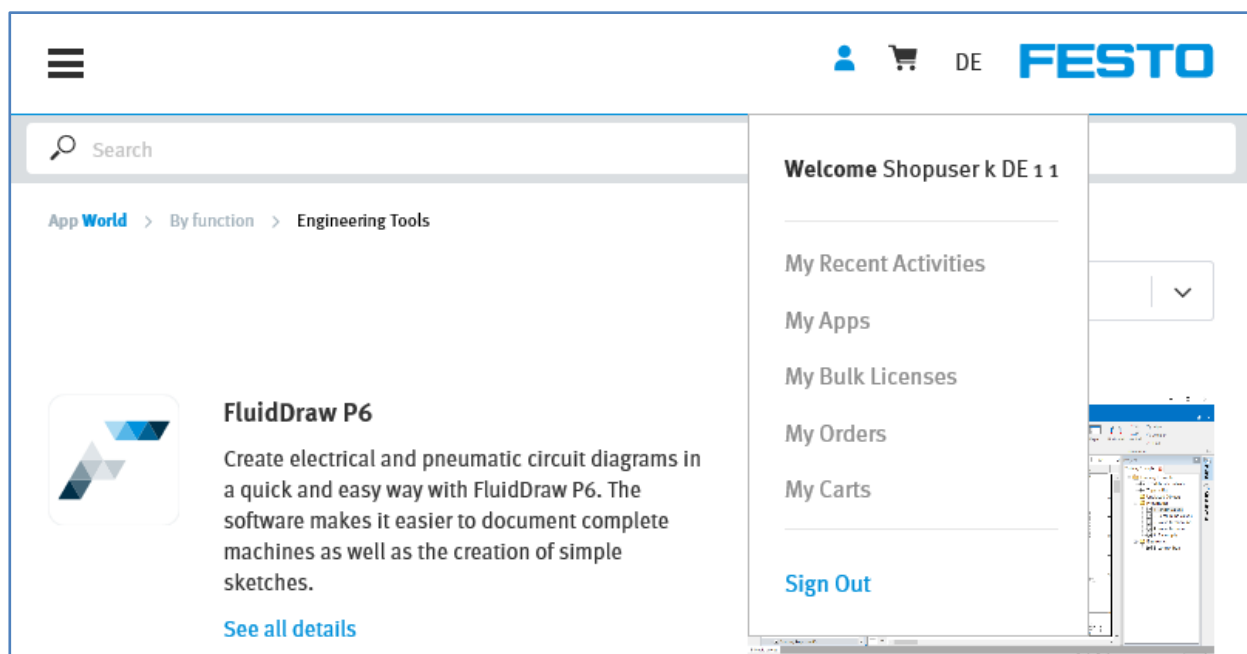 DE FESTO
Search
Welcome Shopuser k DE 1 1
App World > By function > Engineering Tools
My Recent Activities
My Apps
My Bulk Licenses
My Orders
My Carts
Sign Out
FluidDraw P6
Create electrical and pneumatic circuit diagrams in
a quick and easy way with FluidDraw P6. The
software makes it easier to document complete
machines as well as the creation of simple
sketches.
See all details